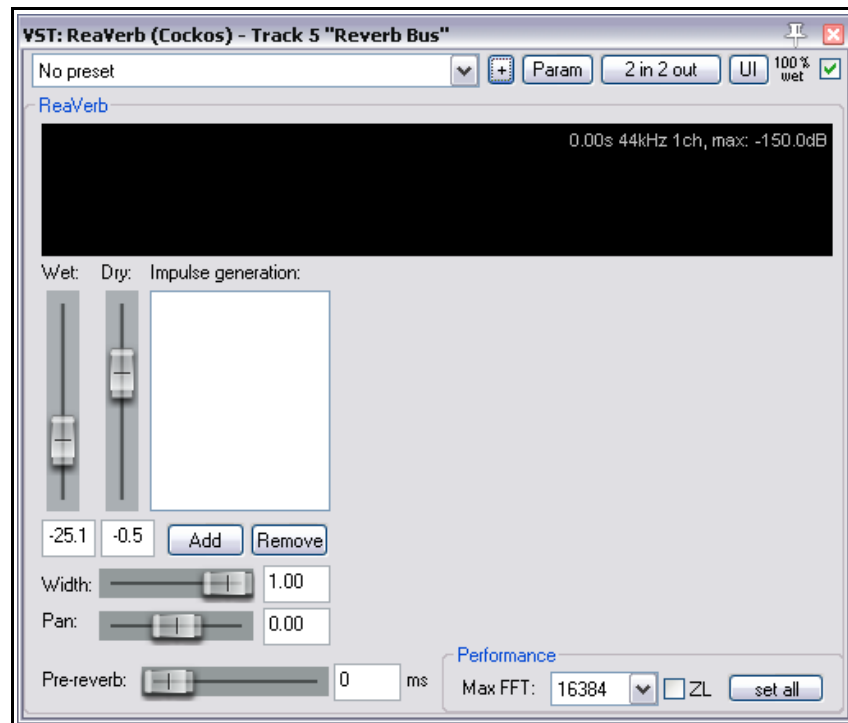 VST: ReaVerb (Cockos) - Track 5 "Reverb Bus"
No preset + Param 2 in 2 out UI 100 % wet
ReaVerb
0.00s 44kHz 1ch, max: -150.0dB
Wet: Dry: Impulse generation:
-25.1 -0.5 Add Remove
Width: 1.00
Pan: 0.00
Performance
Pre-reverb: 0 ms Max FFT: 16384 ZL set all